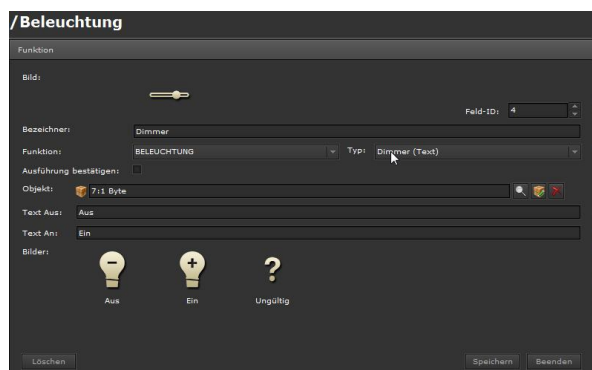 /Beleuchtung
Funktion
Bild:
Feld-ID: 4
Bezeichner: Dimmer
Funktion: BELEUCHTUNG Typ: Dimmer (Text)
Ausführung bestätigen:
Objekt: 7:1 Byte
Text Aus: Aus
Text An: Ein
Bilder:
Aus Ein Ungültig
Löschen Speichern Beenden